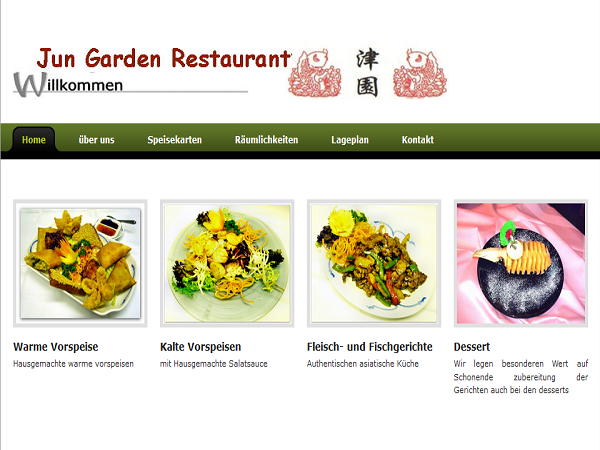 Jun Garden Restaurant
津
園
Willkommen
Home über uns Speisekarten Räumlichkeiten Lageplan Kontakt
Warme Vorspeise
Hausgemachte warme vorspeisen
Kalte Vorspeisen
mit Hausgemachte Salatsauce
Fleisch- und Fischgerichte
Authentischen asiatische Küche
Dessert
Wir legen besonderen Wert auf
Schonende zubereitung der
Gerichten auch bei den desserts